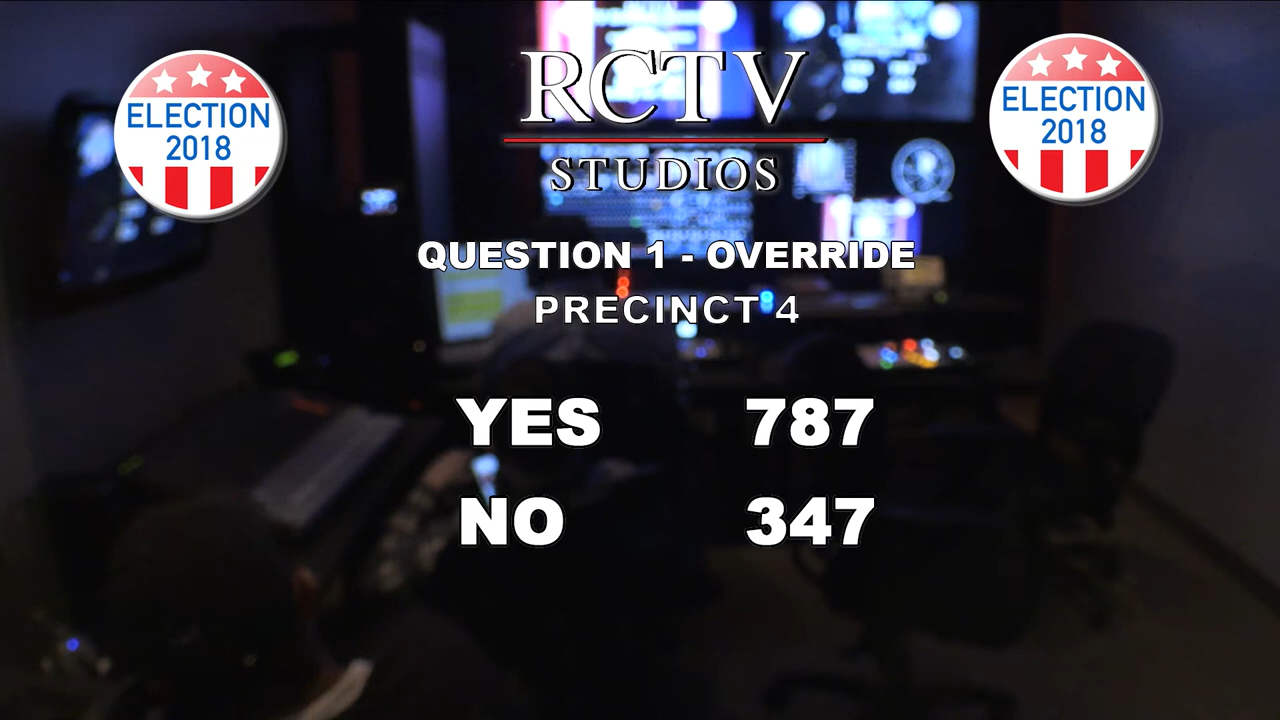 ELECTION
2018
RCTV
STUDIOS
ELECTION
2018
QUESTION 1 - OVERRIDE
PRECINCT 4
YES 787
NO 347